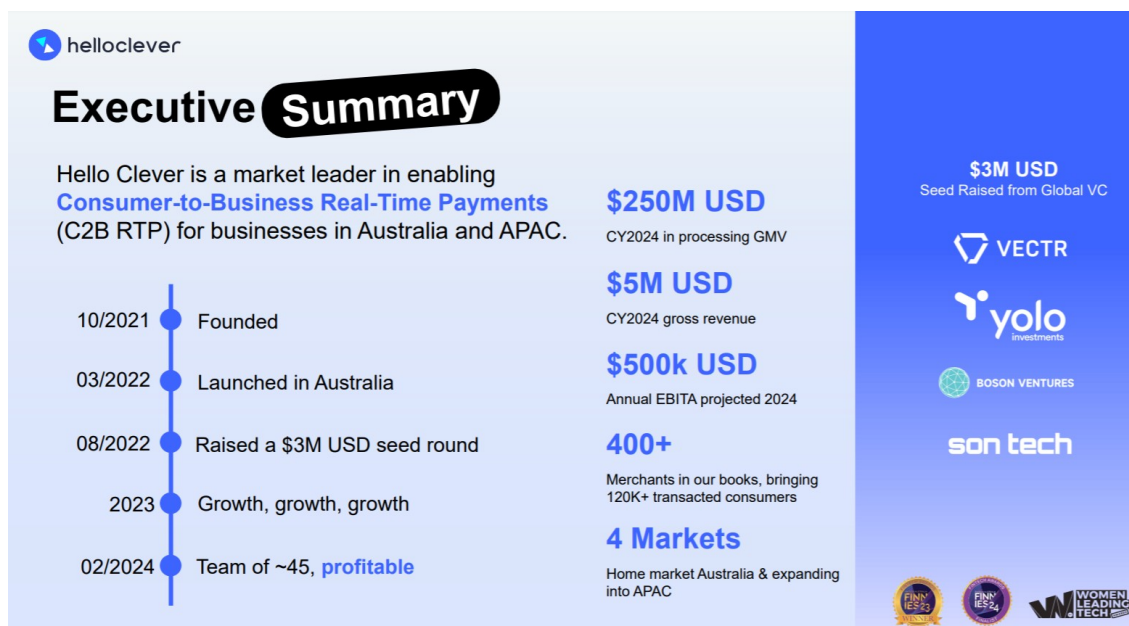 helloclever
Executive Summary
Hello Clever is a market leader in enabling
Consumer-to-Business Real-Time Payments
(C2B RTP) for businesses in Australia and APAC.
10/2021 Founded
03/2022 Launched in Australia
08/2022 Raised a $3M USD seed round
2023 Growth, growth, growth
02/2024 Team of ~45, profitable
$250M USD
CY2024 in processing GMV
$5M USD
CY2024 gross revenue
$500k USD
Annual EBITA projected 2024
400+
Merchants in our books, bringing
120K+ transacted consumers
4 Markets
Home market Australia & expanding
into APAC
$3M USD
Seed Raised from Global VC
VECTR
yolo
investments
BOSON VENTURES
son tech
FINN
IES23
WINNER
FINN
IES24
WOMEN
LEADING
TECH